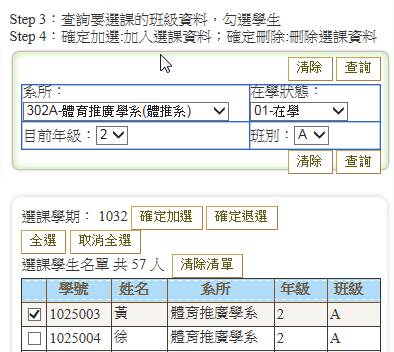 Step 3：查詢要選課的班級資料，勾選學生
Step 4：確定加選:加入選課資料；確定刪除:刪除選課資料
清除 查詢
系所： 在學狀態：
302A-體育推廣學系(體推系) 01-在學
目前年級：2 班別：A
清除 查詢
選課學期： 1032 確定加選 確定退選
全選 取消全選
選課學生名單 共 57 人 清除清單
學號 姓名 系所 年級 班級
1025003 黃 體育推廣學系 2 A
1025004 徐 體育推廣學系 2 A